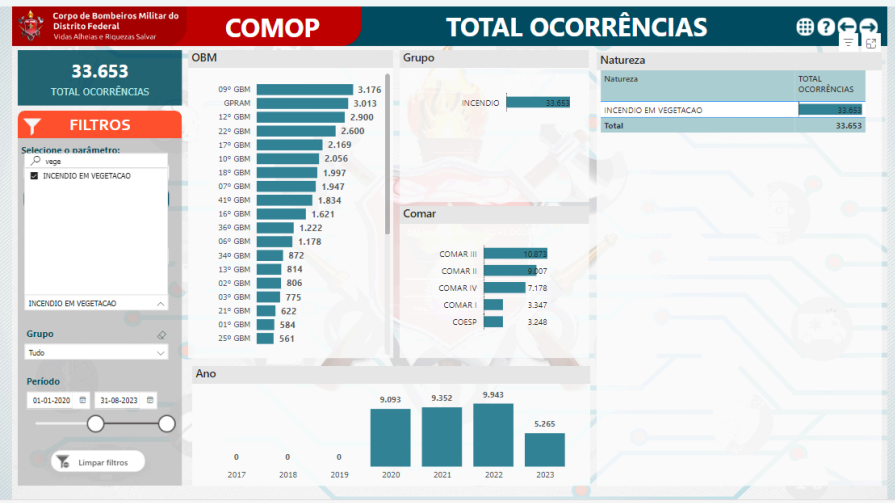 Corpo de Bombeiros Militar do
Distrito Federal
Vidas Alheias e Riquezas Salvar
COMOP
TOTAL OCORRÊNCIAS
33.653
TOTAL OCORRÊNCIAS
FILTROS
Selecione o parâmetro:
vege
INCENDIO EM VEGETACAO
INCENDIO EM VEGETACAO
Grupo
Tudo
Período
01-01-2020
31-08-2023
Limpar filtros
OBM
09º GBM 3.176
GPRAM 3.013
12º GBM 2.900
22º GBM 2.600
17º GBM 2.169
10º GBM 2.056
18º GBM 1.997
07º GBM 1.947
41º GBM 1.834
16º GBM 1.621
36º GBM 1.222
06º GBM 1.178
34º GBM 872
13º GBM 814
02º GBM 806
03º GBM 775
21º GBM 622
01º GBM 584
25º GBM 561
Grupo
INCENDIO 33.653
Comar
COMAR III 10.873
COMAR II 9.007
COMAR IV 7.178
COMAR I 3.347
COESP 3.248
Natureza
Natureza TOTAL
OCORRÊNCIAS
INCENDIO EM VEGETACAO 33.653
Total 33.653
Ano
0 0 0 9.093 9.352 9.943 5.265
2017 2018 2019 2020 2021 2022 2023